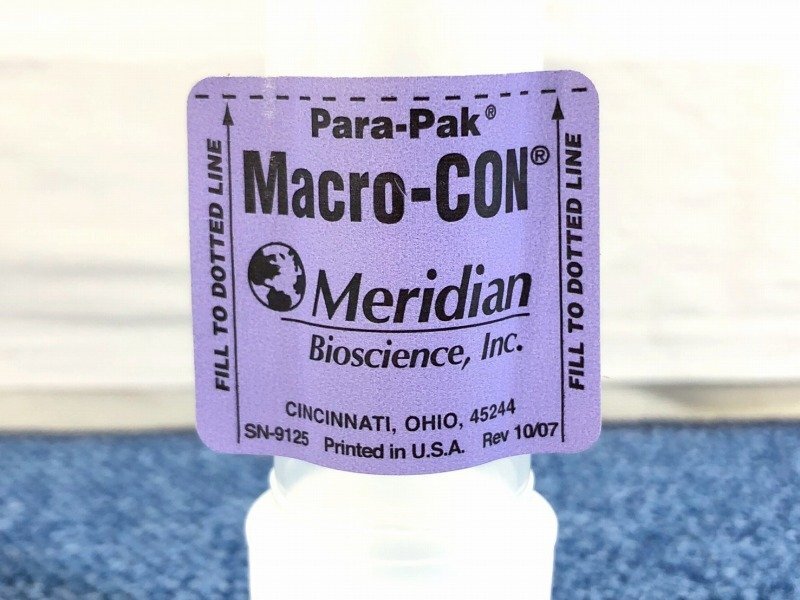 Para-Pak®
Macro-CON®
Meridian
Bioscience, Inc.
CINCINNATI, OHIO, 45244
SN-9125 Printed in U.S.A. Rev 10/07
FILL TO DOTTED LINE
FILL TO DOTTED LINE